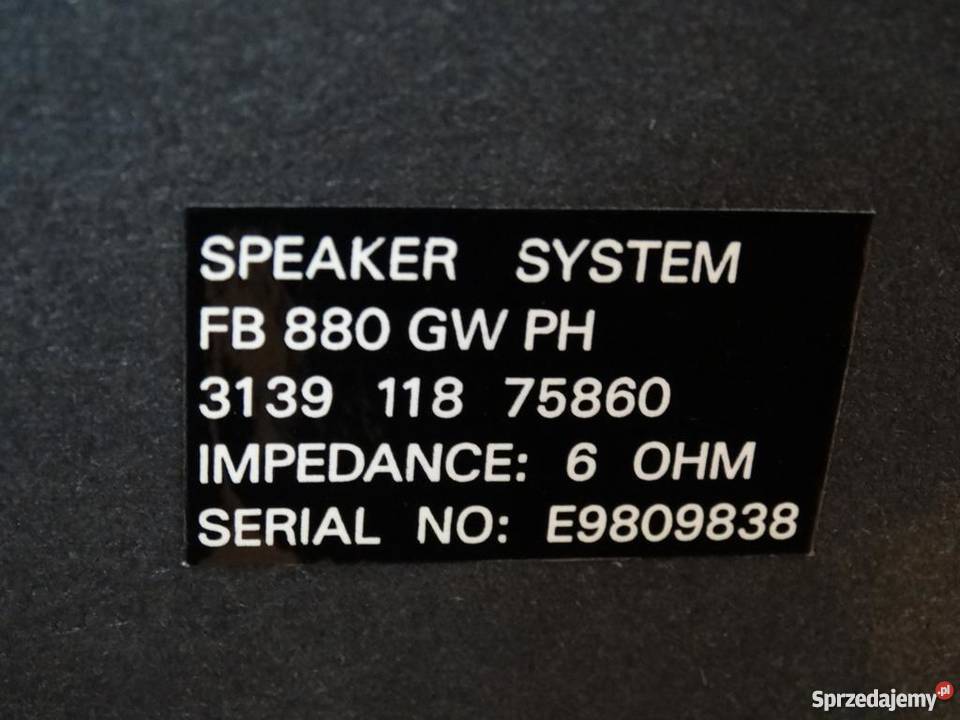 SPEAKER SYSTEM
FB 880 GW PH
3139 118 75860
IMPEDANCE: 6 OHM
SERIAL NO: E9809838
Sprzedajemy.pl